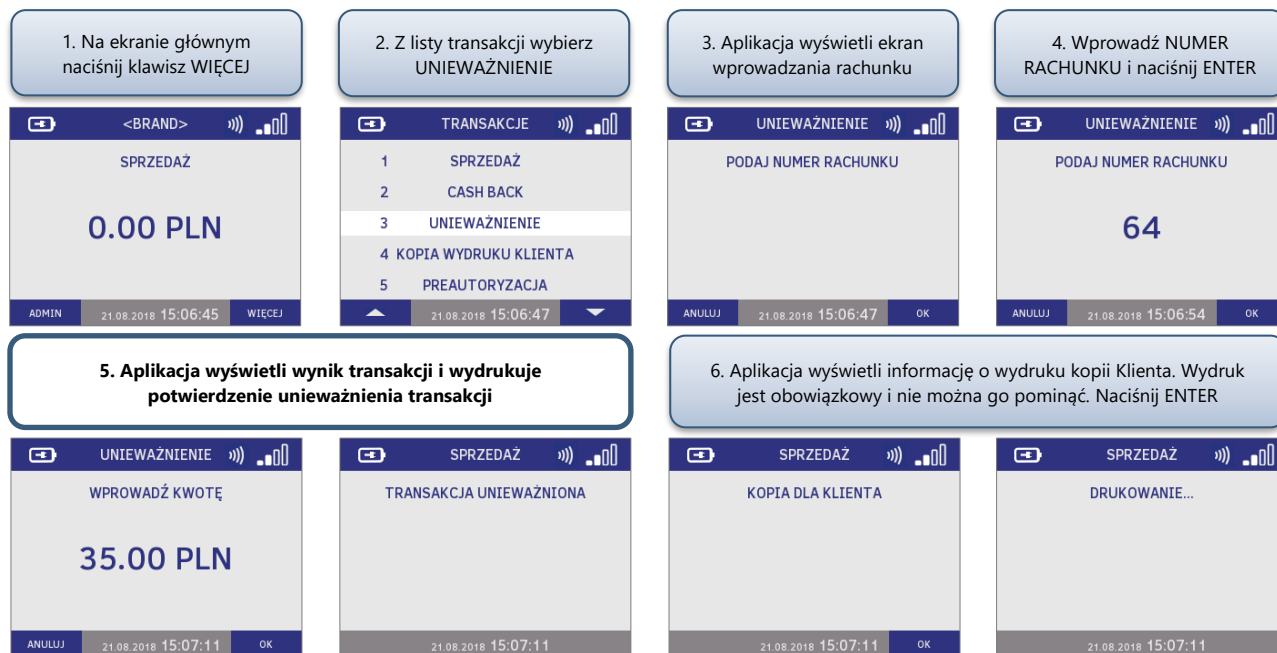 1. Na ekranie głównym
naciśnij klawisz WIĘCEJ
2. Z listy transakcji wybierz
UNIEWAŻNIENIE
3. Aplikacja wyświetli ekran
wprowadzania rachunku
4. Wprowadź NUMER
RACHUNKU i naciśnij ENTER
<BRAND>
SPRZEDAŻ
0.00 PLN
ADMIN 21.08.2018 15:06:45 WIĘCEJ
TRANSAKCJE
1 SPRZEDAŻ
2 CASH BACK
3 UNIEWAŻNIENIE
4 KOPIA WYDRUKU KLIENTA
5 PREAUTORYZACJA
21.08.2018 15:06:47
UNIEWAŻNIENIE
PODAJ NUMER RACHUNKU
ANULUJ 21.08.2018 15:06:47 OK
UNIEWAŻNIENIE
PODAJ NUMER RACHUNKU
64
ANULUJ 21.08.2018 15:06:54 OK
5. Aplikacja wyświetli wynik transakcji i wydrukuje
potwierdzenie unieważnienia transakcji
6. Aplikacja wyświetli informację o wydruku kopii Klienta. Wydruk
jest obowiązkowy i nie można go pominąć. Naciśnij ENTER
UNIEWAŻNIENIE
WPROWADŹ KWOTĘ
35.00 PLN
ANULUJ 21.08.2018 15:07:11 OK
SPRZEDAŻ
TRANSAKCJA UNIEWAŻNIONA
21.08.2018 15:07:11
SPRZEDAŻ
KOPIA DLA KLIENTA
21.08.2018 15:07:11 OK
SPRZEDAŻ
DRUKOWANIE...
21.08.2018 15:07:11